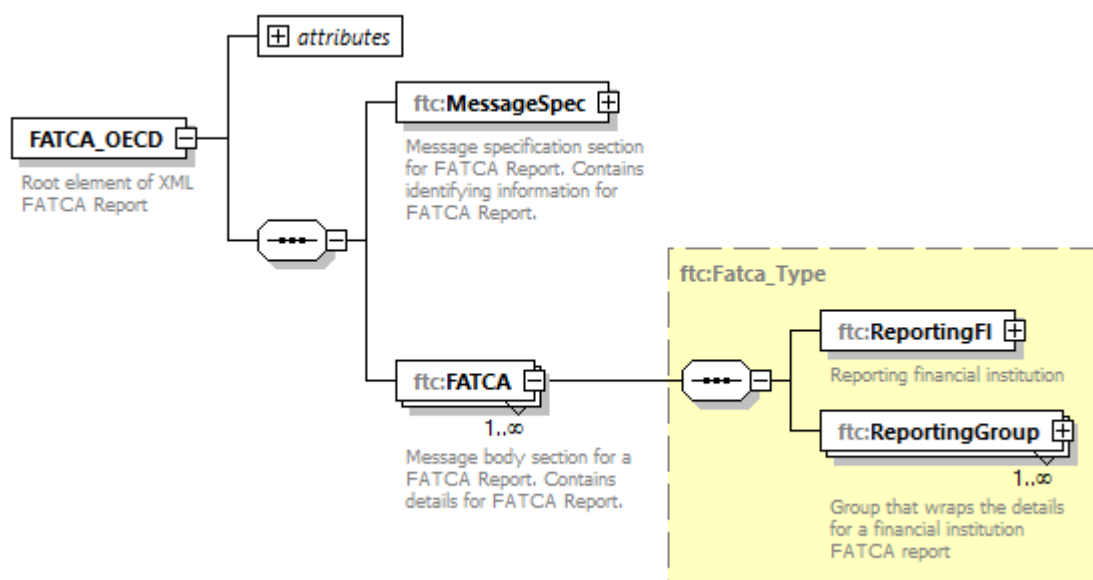 attributes
ftc:MessageSpec
Message specification section
for FATCA Report. Contains
identifying information for
FATCA Report.
FATCA_OECD
Root element of XML
FATCA Report
ftc:Fatca_Type
ftc:ReportingFI
Reporting financial institution
ftc:FATCA
1..∞
Message body section for a
FATCA Report. Contains
details for FATCA Report.
ftc:ReportingGroup
1..∞
Group that wraps the details
for a financial institution
FATCA report